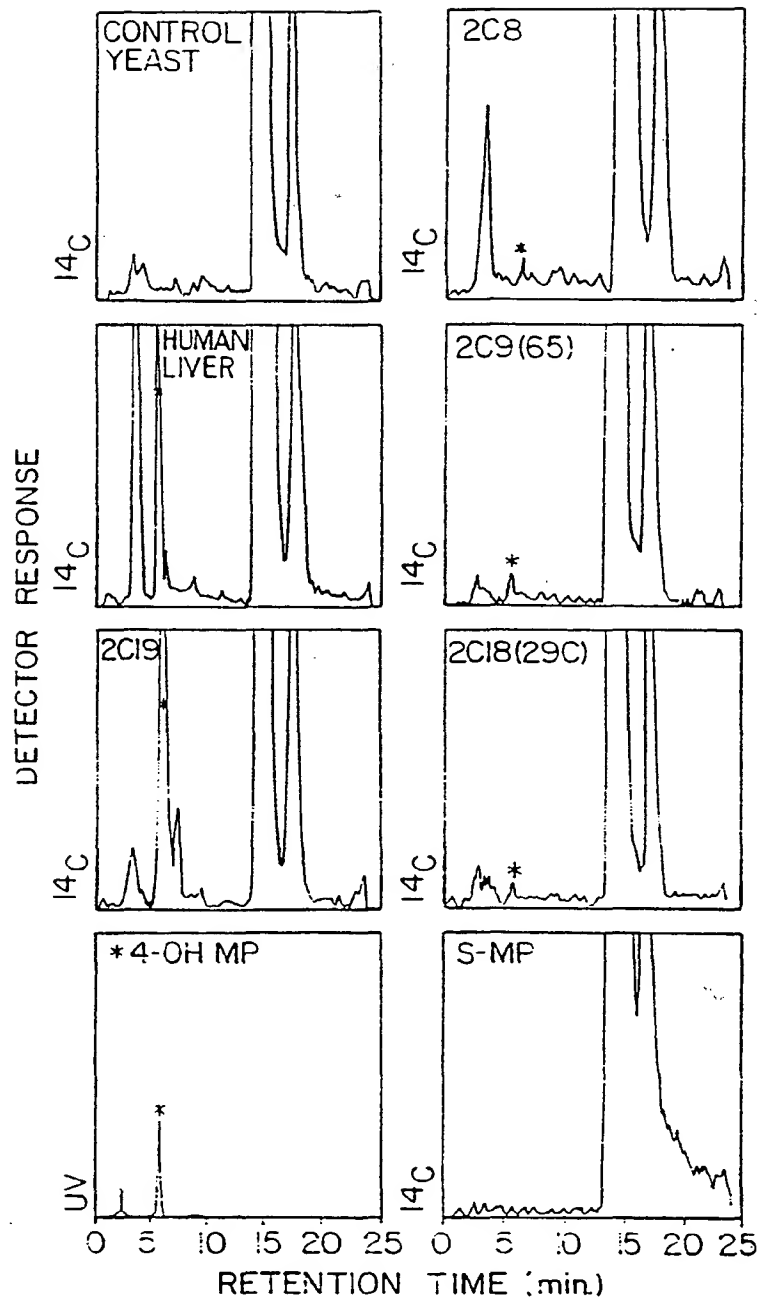 CONTROL
YEAST
14C
2C8
*
14C
HUMAN
LIVER
*
14C
2C9(65)
*
14C
2C19
*
14C
2C18(29C)
*
14C
*4-OH MP
*
UV
S-MP
14C
DETECTOR RESPONSE
0 5 10 15 20 25
0 5 10 15 20 25
RETENTION TIME (min.)